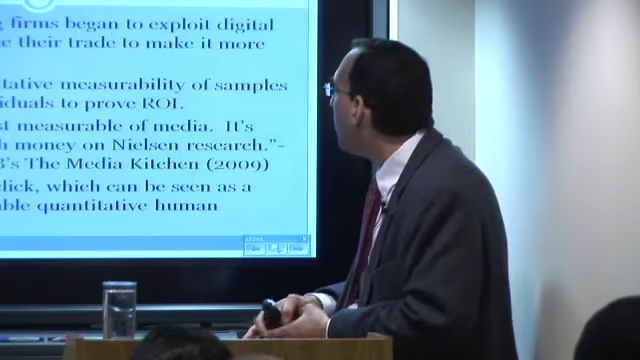 firms began to exploit digital
e their trade to make it more
tative measurability of samples
iduals to prove ROI.
st measurable of media. It's
h money on Nielsen research."-
3's The Media Kitchen (2009)
click, which can be seen as a
able quantitative human